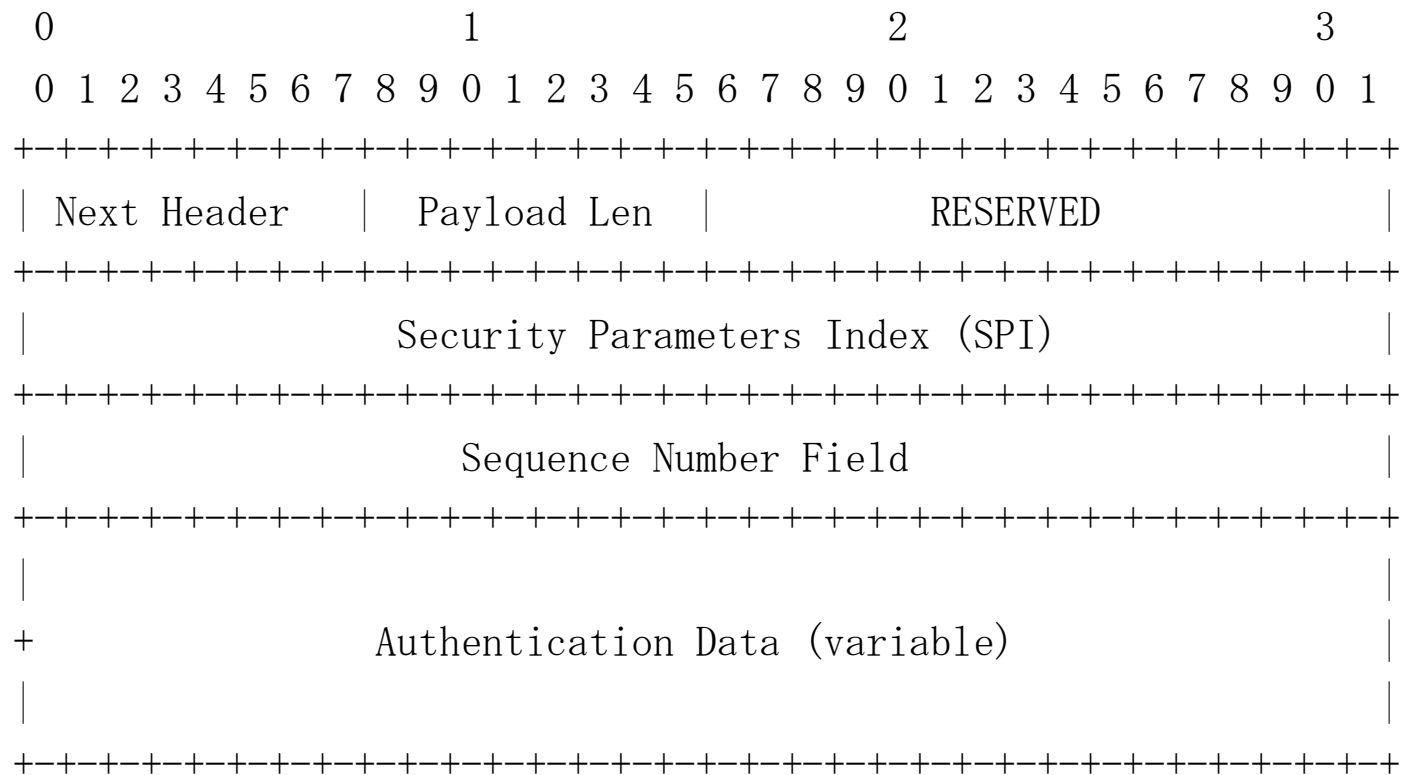 0                   1                   2                   3
0 1 2 3 4 5 6 7 8 9 0 1 2 3 4 5 6 7 8 9 0 1 2 3 4 5 6 7 8 9 0 1
+-+-+-+-+-+-+-+-+-+-+-+-+-+-+-+-+-+-+-+-+-+-+-+-+-+-+-+-+-+-+-+-+
| Next Header   |  Payload Len  |          RESERVED             |
+-+-+-+-+-+-+-+-+-+-+-+-+-+-+-+-+-+-+-+-+-+-+-+-+-+-+-+-+-+-+-+-+
|                 Security Parameters Index (SPI)               |
+-+-+-+-+-+-+-+-+-+-+-+-+-+-+-+-+-+-+-+-+-+-+-+-+-+-+-+-+-+-+-+-+
|                    Sequence Number Field                      |
+-+-+-+-+-+-+-+-+-+-+-+-+-+-+-+-+-+-+-+-+-+-+-+-+-+-+-+-+-+-+-+-+
|                                                               |
+                Authentication Data (variable)                 |
|                                                               |
+-+-+-+-+-+-+-+-+-+-+-+-+-+-+-+-+-+-+-+-+-+-+-+-+-+-+-+-+-+-+-+-+